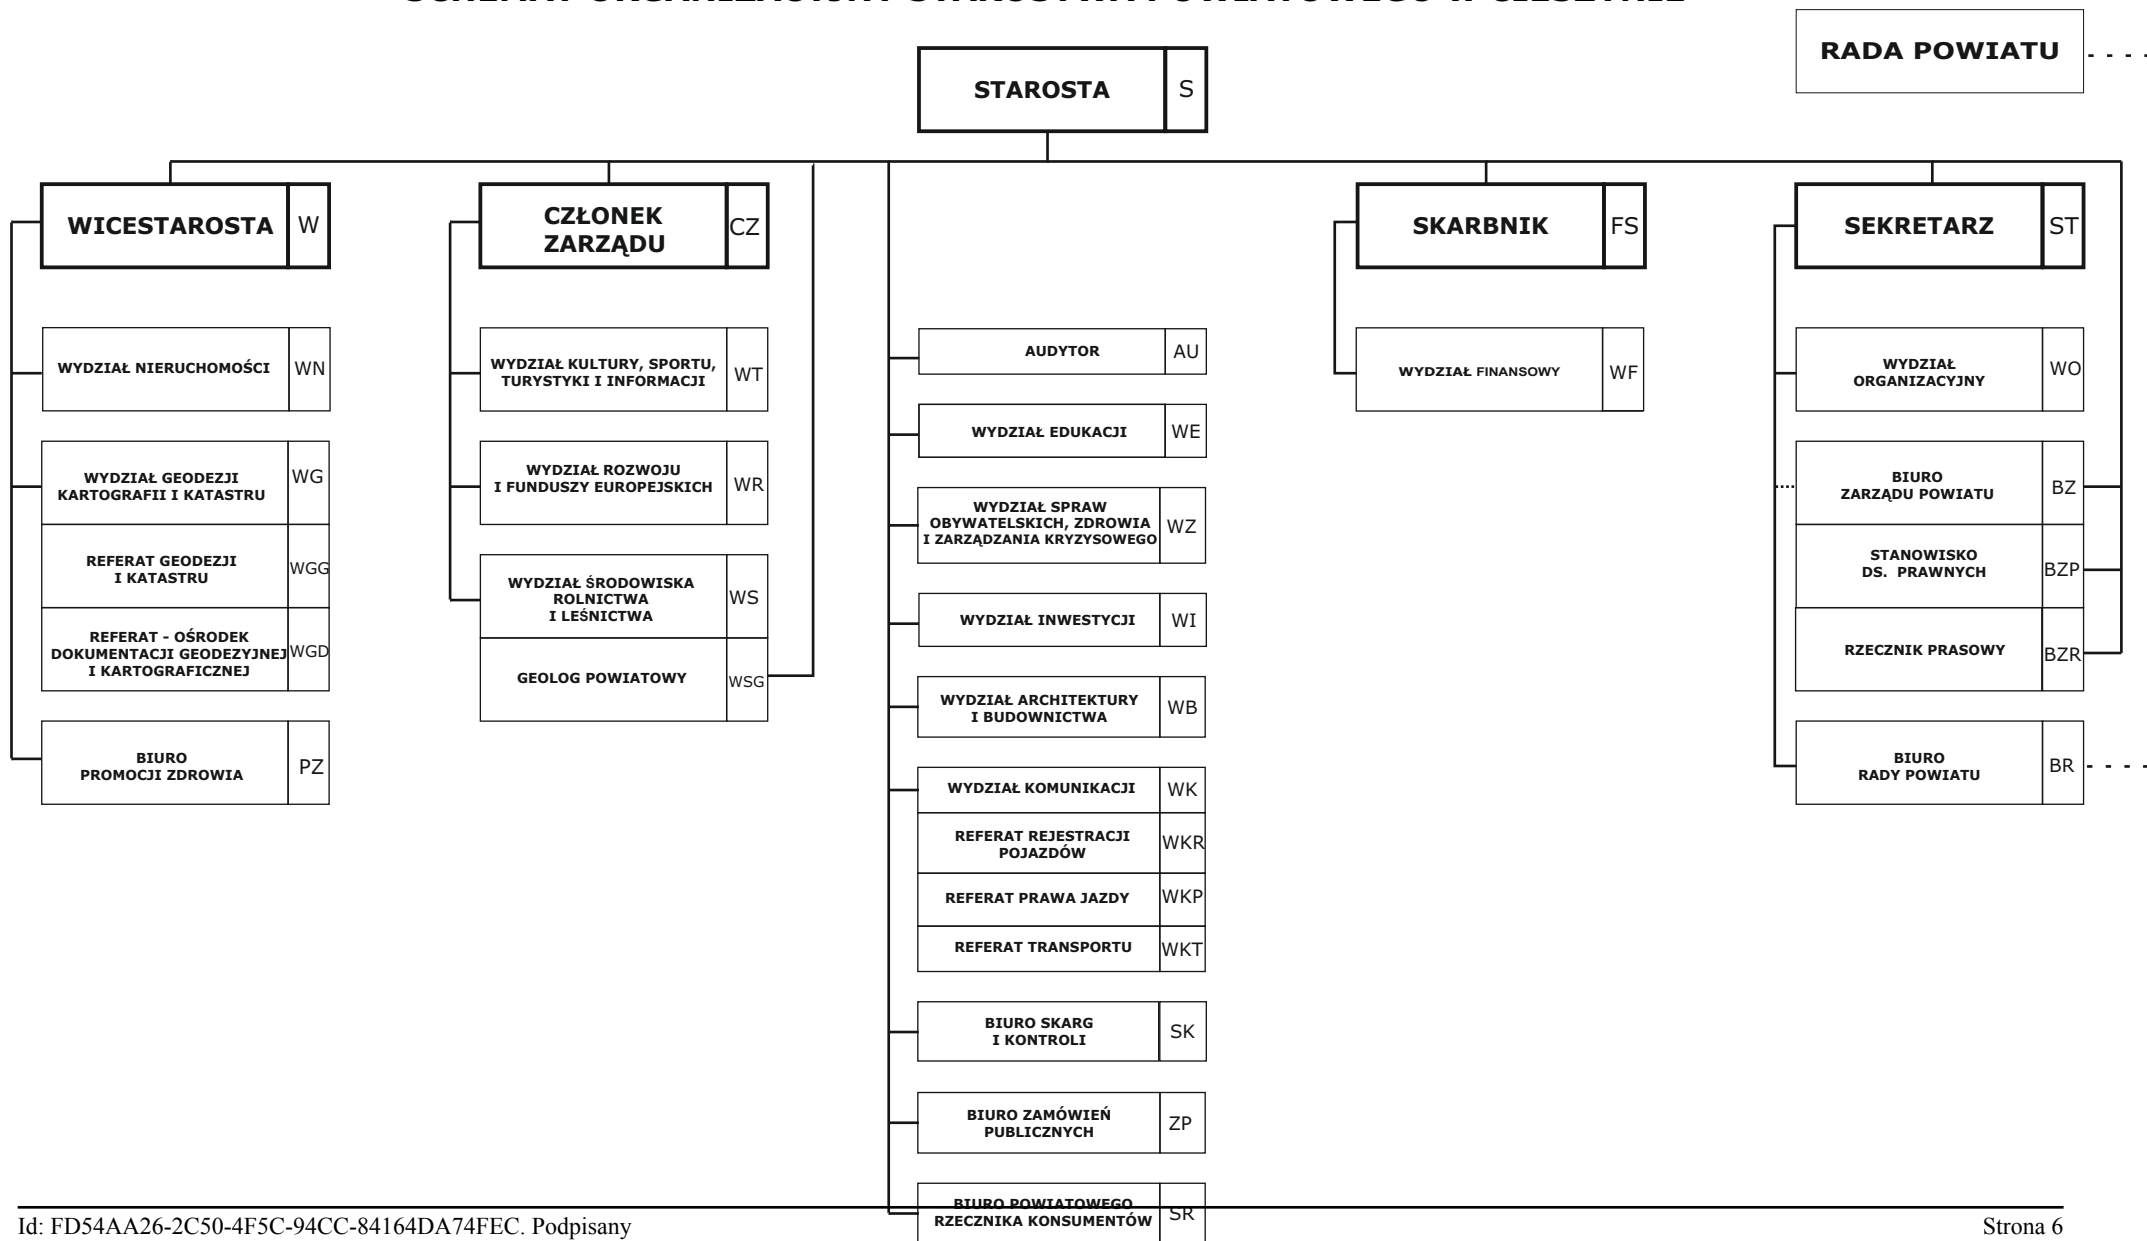 RADA POWIATU
STAROSTA
S
WICESTAROSTA
W
CZŁONEK
ZARZĄDU
CZ
SKARBNIK
FS
SEKRETARZ
ST
WYDZIAŁ NIERUCHOMOŚCI
WN
WYDZIAŁ GEODEZJI
KARTOGRAFII I KATASTRU
WG
REFERAT GEODEZJI
I KATASTRU
WGG
REFERAT - OŚRODEK
DOKUMENTACJI GEODEZYJNEJ
I KARTOGRAFICZNEJ
WGD
BIURO
PROMOCJI ZDROWIA
PZ
WYDZIAŁ KULTURY, SPORTU,
TURYSTYKI I INFORMACJI
WT
WYDZIAŁ ROZWOJU
I FUNDUSZY EUROPEJSKICH
WR
WYDZIAŁ ŚRODOWISKA
ROLNICTWA
I LEŚNICTWA
WS
GEOLOG POWIATOWY
WSG
AUDYTOR
AU
WYDZIAŁ EDUKACJI
WE
WYDZIAŁ SPRAW
OBYWATELSKICH, ZDROWIA
I ZARZĄDZANIA KRYZYSOWEGO
WZ
WYDZIAŁ INWESTYCJI
WI
WYDZIAŁ ARCHITEKTURY
I BUDOWNICTWA
WB
WYDZIAŁ KOMUNIKACJI
WK
REFERAT REJESTRACJI
POJAZDÓW
WKR
REFERAT PRAWA JAZDY
WKP
REFERAT TRANSPORTU
WKT
BIURO SKARG
I KONTROLI
SK
BIURO ZAMÓWIEŃ
PUBLICZNYCH
ZP
BIURO POWIATOWEGO
RZECZNIKA KONSUMENTÓW
SR
WYDZIAŁ FINANSOWY
WF
WYDZIAŁ
ORGANIZACYJNY
WO
BIURO
ZARZĄDU POWIATU
BZ
STANOWISKO
DS. PRAWNYCH
BZP
RZECZNIK PRASOWY
BZR
BIURO
RADY POWIATU
BR
Id: FD54AA26-2C50-4F5C-94CC-84164DA74FEC. Podpisany
Strona 6